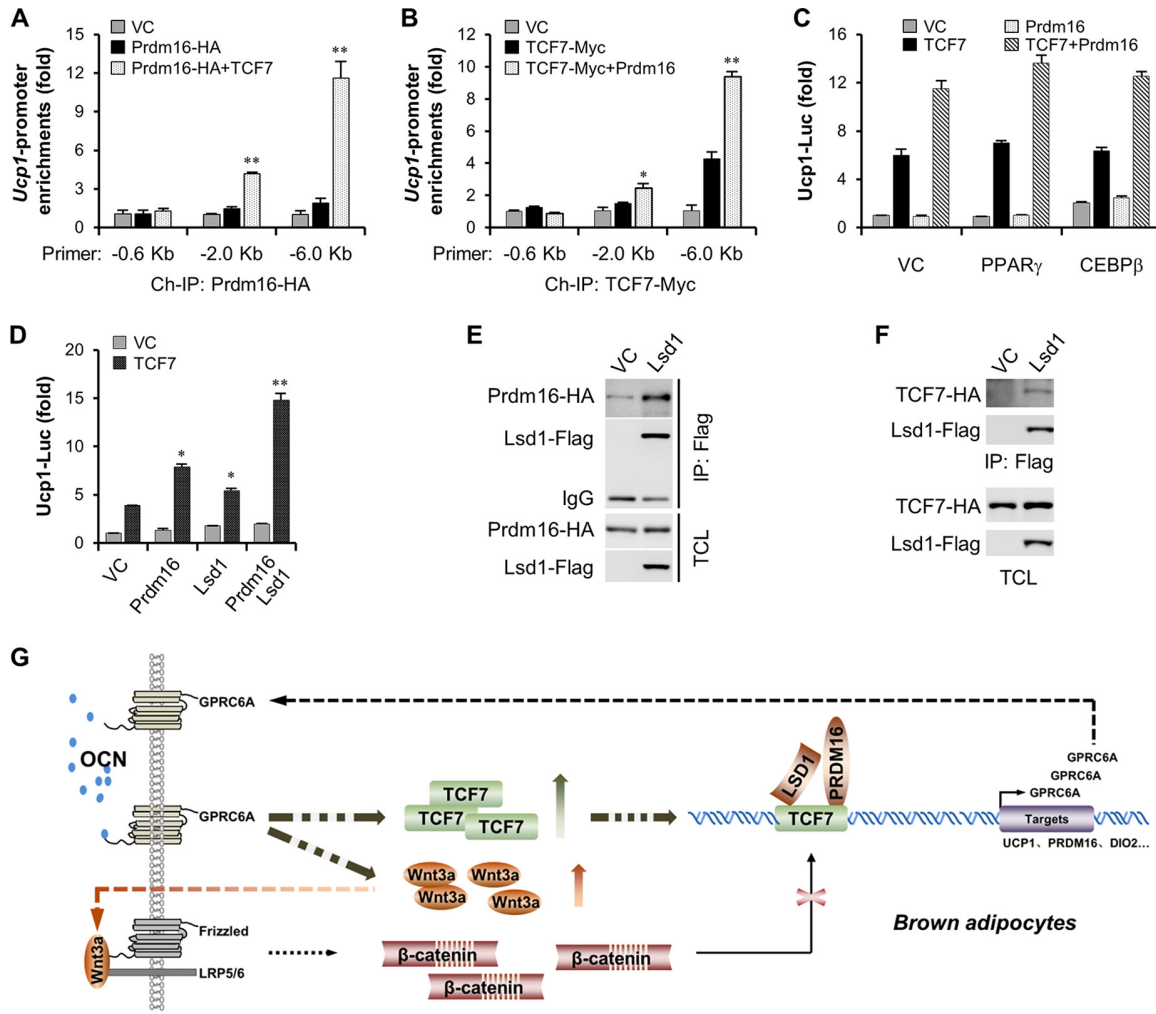 A
VC
Prdm16-HA
Prdm16-HA+TCF7
Ucp1-promoter
enrichments (fold)
15
12
9
6
3
0
**
**
Primer: -0.6 Kb -2.0 Kb -6.0 Kb
Ch-IP: Prdm16-HA
B
VC
TCF7-Myc
TCF7-Myc+Prdm16
Ucp1-promoter
enrichments (fold)
12
10
8
6
4
2
0
*
**
Primer: -0.6 Kb -2.0 Kb -6.0 Kb
Ch-IP: TCF7-Myc
C
VC Prdm16
TCF7 TCF7+Prdm16
Ucp1-Luc (fold)
16
12
8
4
0
VC PPARγ CEBPβ
D
VC
TCF7
Ucp1-Luc (fold)
20
15
10
5
0
* * **
VC Prdm16 Lsd1 Prdm16
Lsd1
E
VC Lsd1
Prdm16-HA
Lsd1-Flag
IgG
IP: Flag
Prdm16-HA
Lsd1-Flag
TCL
F
VC Lsd1
TCF7-HA
Lsd1-Flag
IP: Flag
TCF7-HA
Lsd1-Flag
TCL
G
GPRC6A
OCN
GPRC6A
TCF7
TCF7 TCF7
LSD1 PRDM16
TCF7
GPRC6A
GPRC6A
GPRC6A
Targets
UCP1、PRDM16、DIO2...
Wnt3a Wnt3a
Wnt3a Wnt3a
Wnt3a
Frizzled
LRP5/6
β-catenin β-catenin
β-catenin
Brown adipocytes